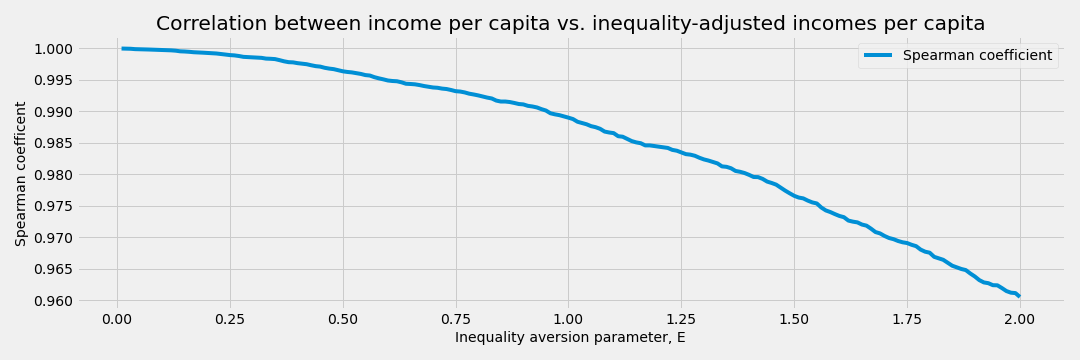 Correlation between income per capita vs. inequality-adjusted incomes per capita
Spearman coefficient
Spearman coefficent
1.000
0.995
0.990
0.985
0.980
0.975
0.970
0.965
0.960
0.00 0.25 0.50 0.75 1.00 1.25 1.50 1.75 2.00
Inequality aversion parameter, E